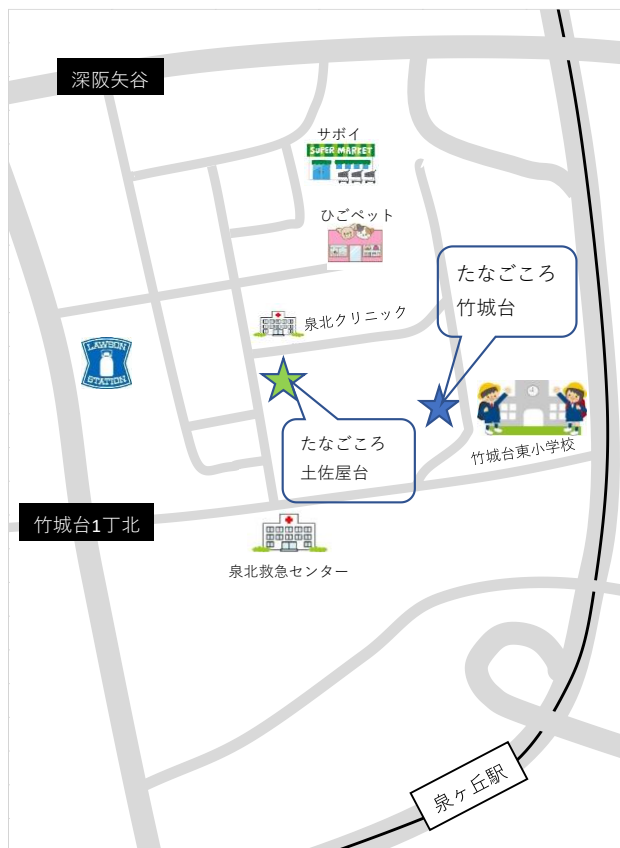 深阪矢谷
サボイ
SUPER MARKET
ひごペット
たなごころ
竹城台
泉北クリニック
LAWSON
STATION
たなごころ
土佐屋台
竹城台東小学校
竹城台1丁北
泉北救急センター
泉ヶ丘駅